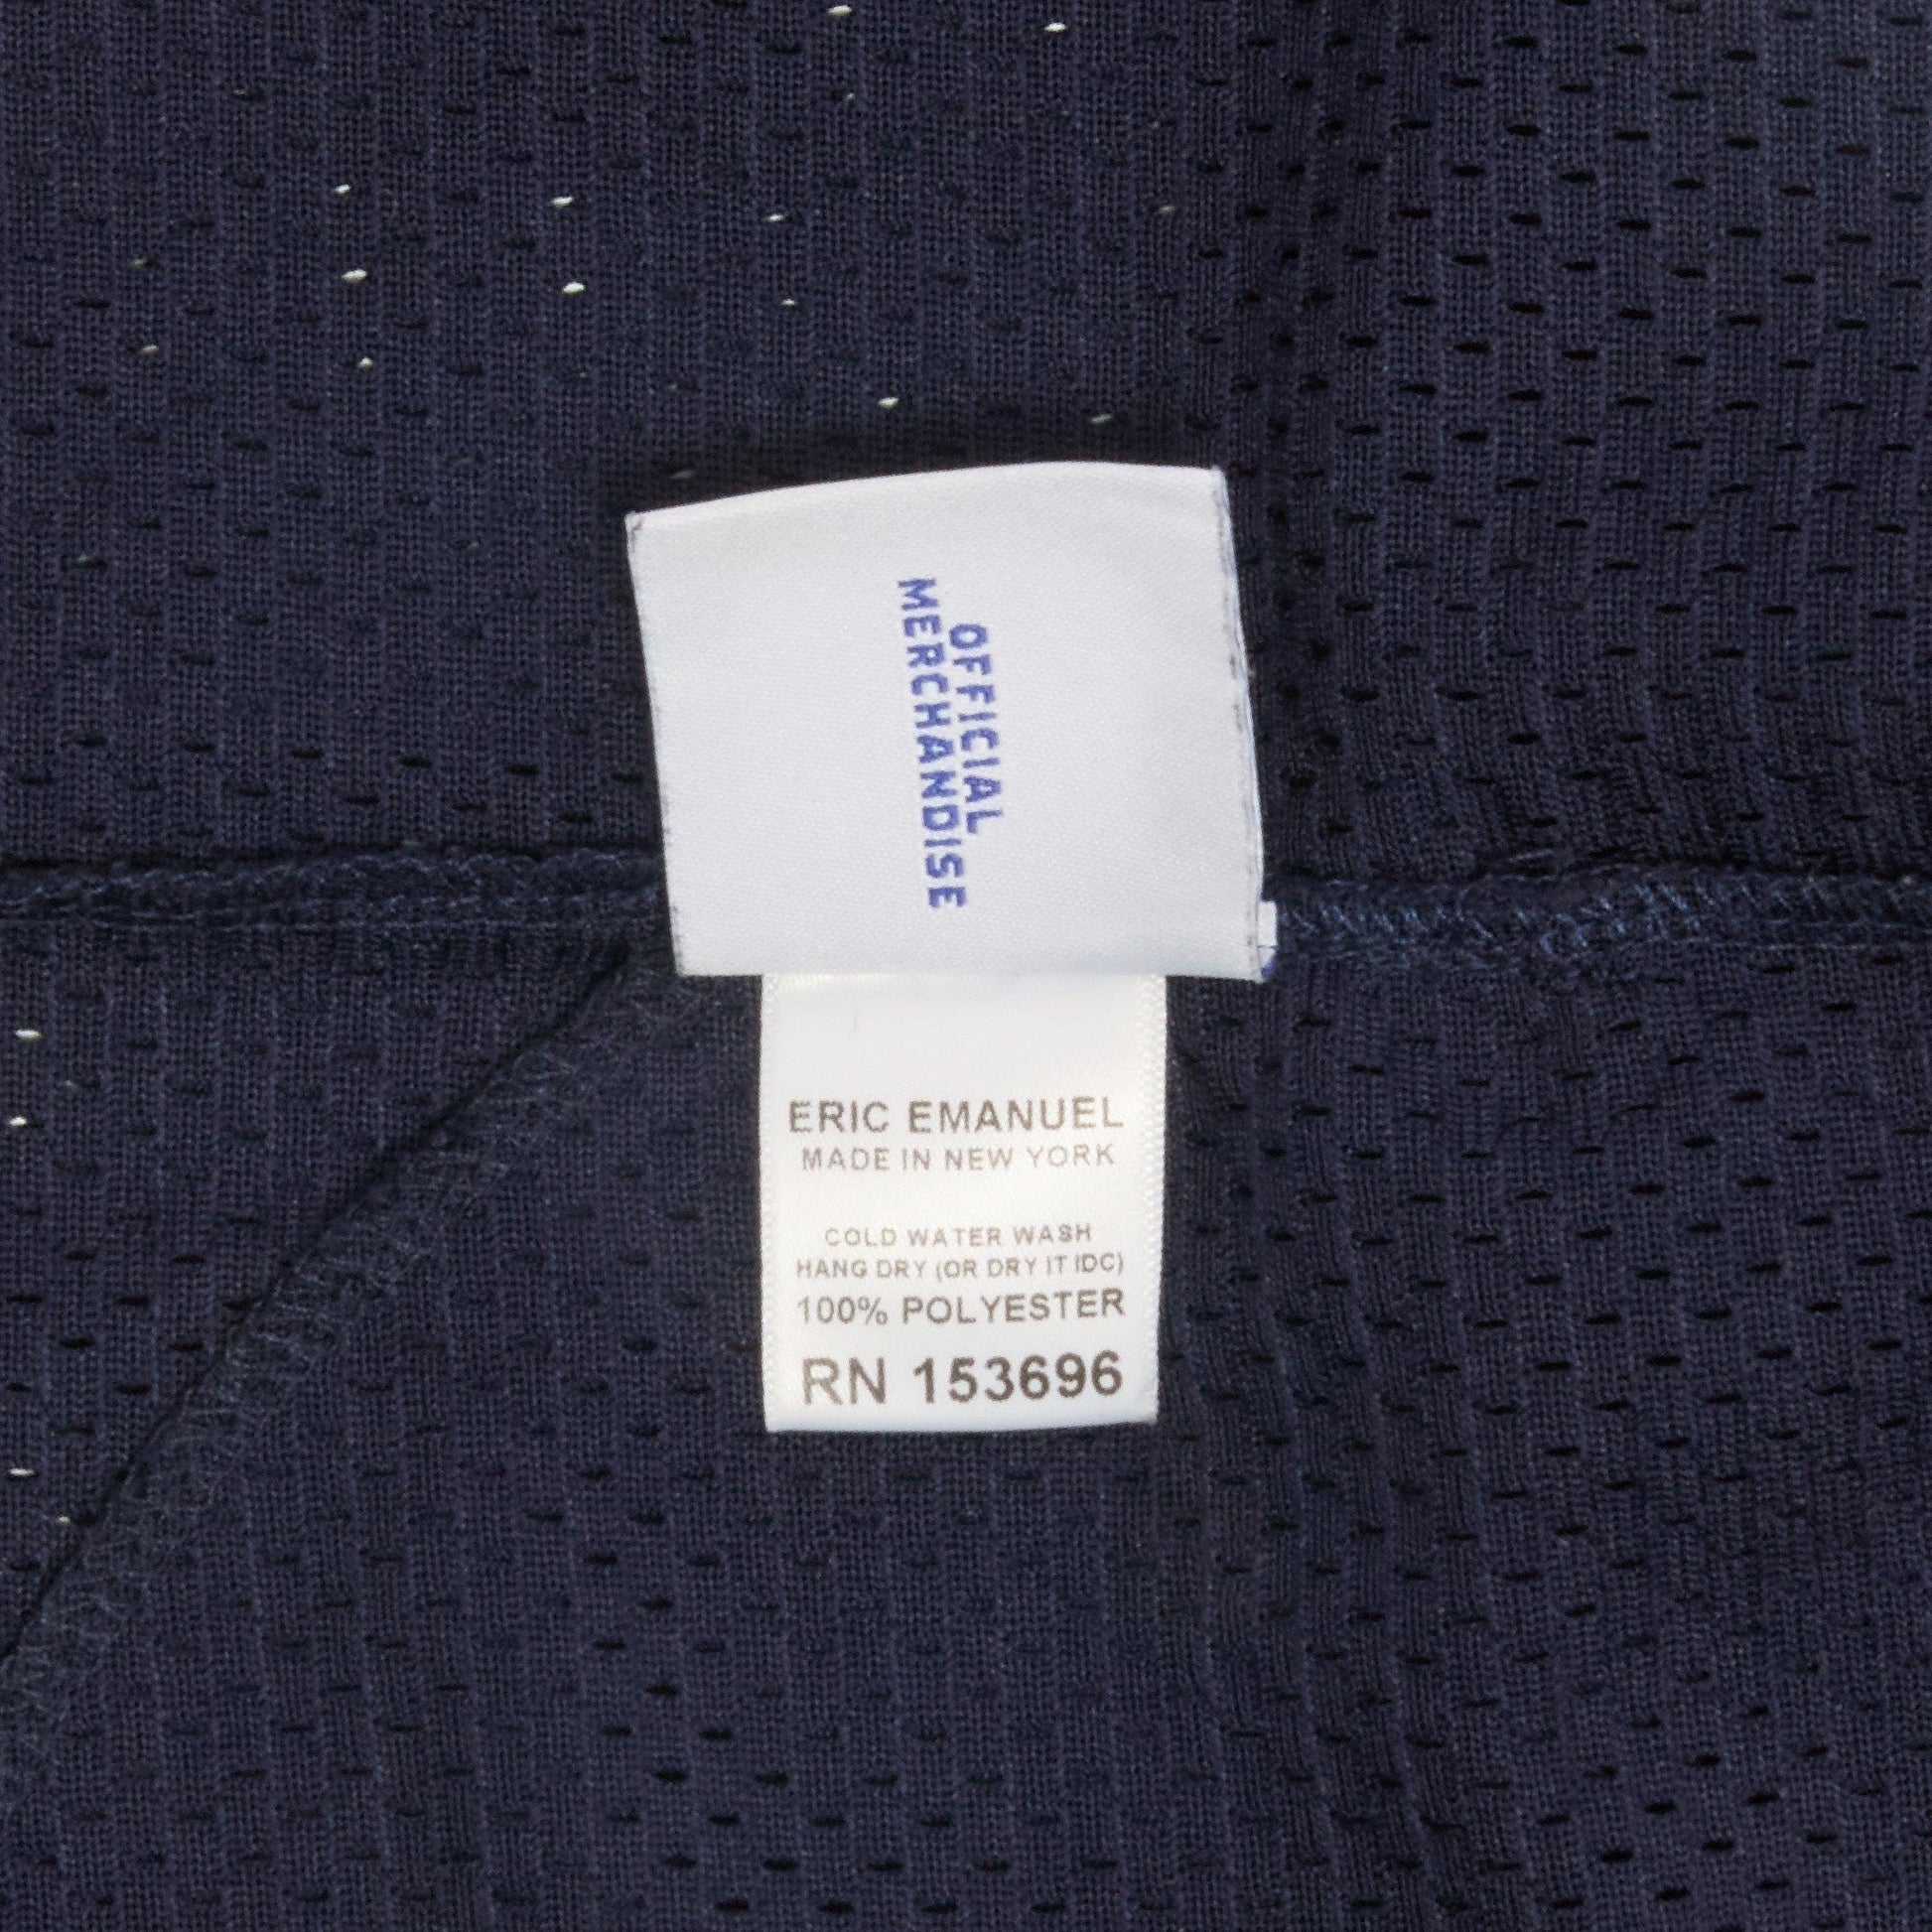 OFFICIAL
MERCHANDISE
ERIC EMANUEL
MADE IN NEW YORK
COLD WATER WASH
HANG DRY (OR DRY IT IDC)
100% POLYESTER
RN 153696